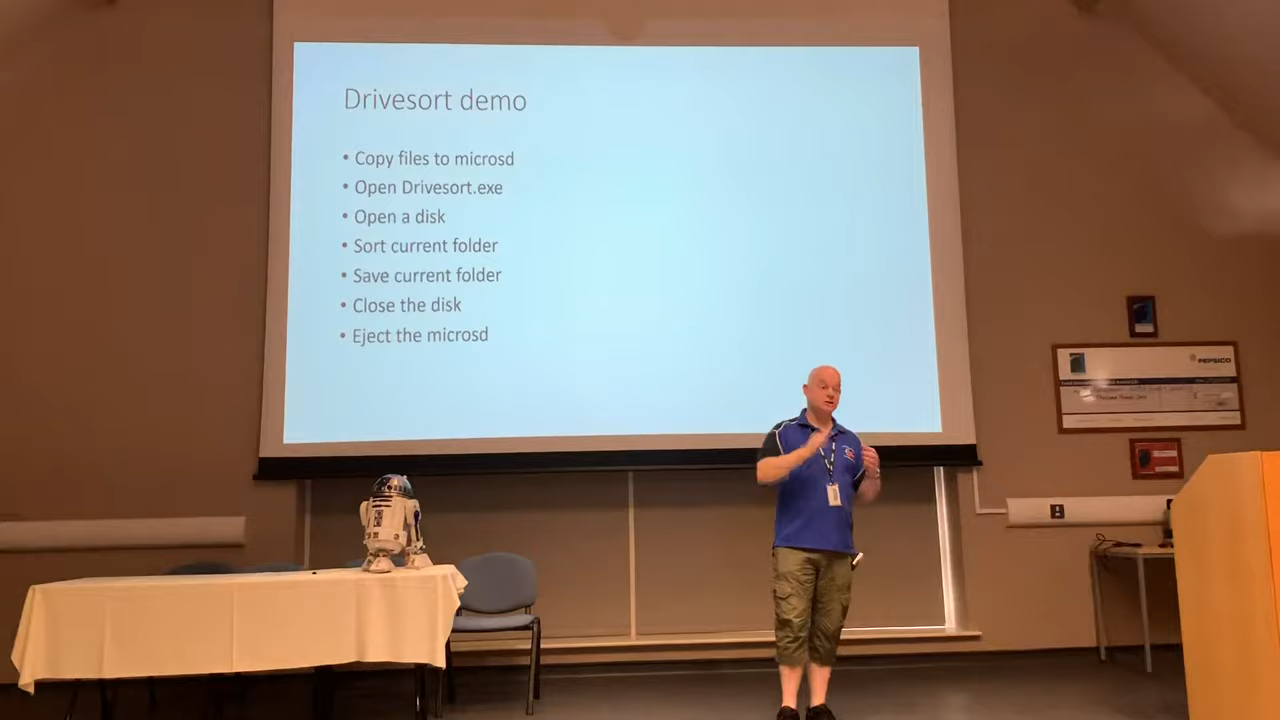 Drivesort demo
• Copy files to microsd
• Open Drivesort.exe
• Open a disk
• Sort current folder
• Save current folder
• Close the disk
• Eject the microsd
PEPSICO